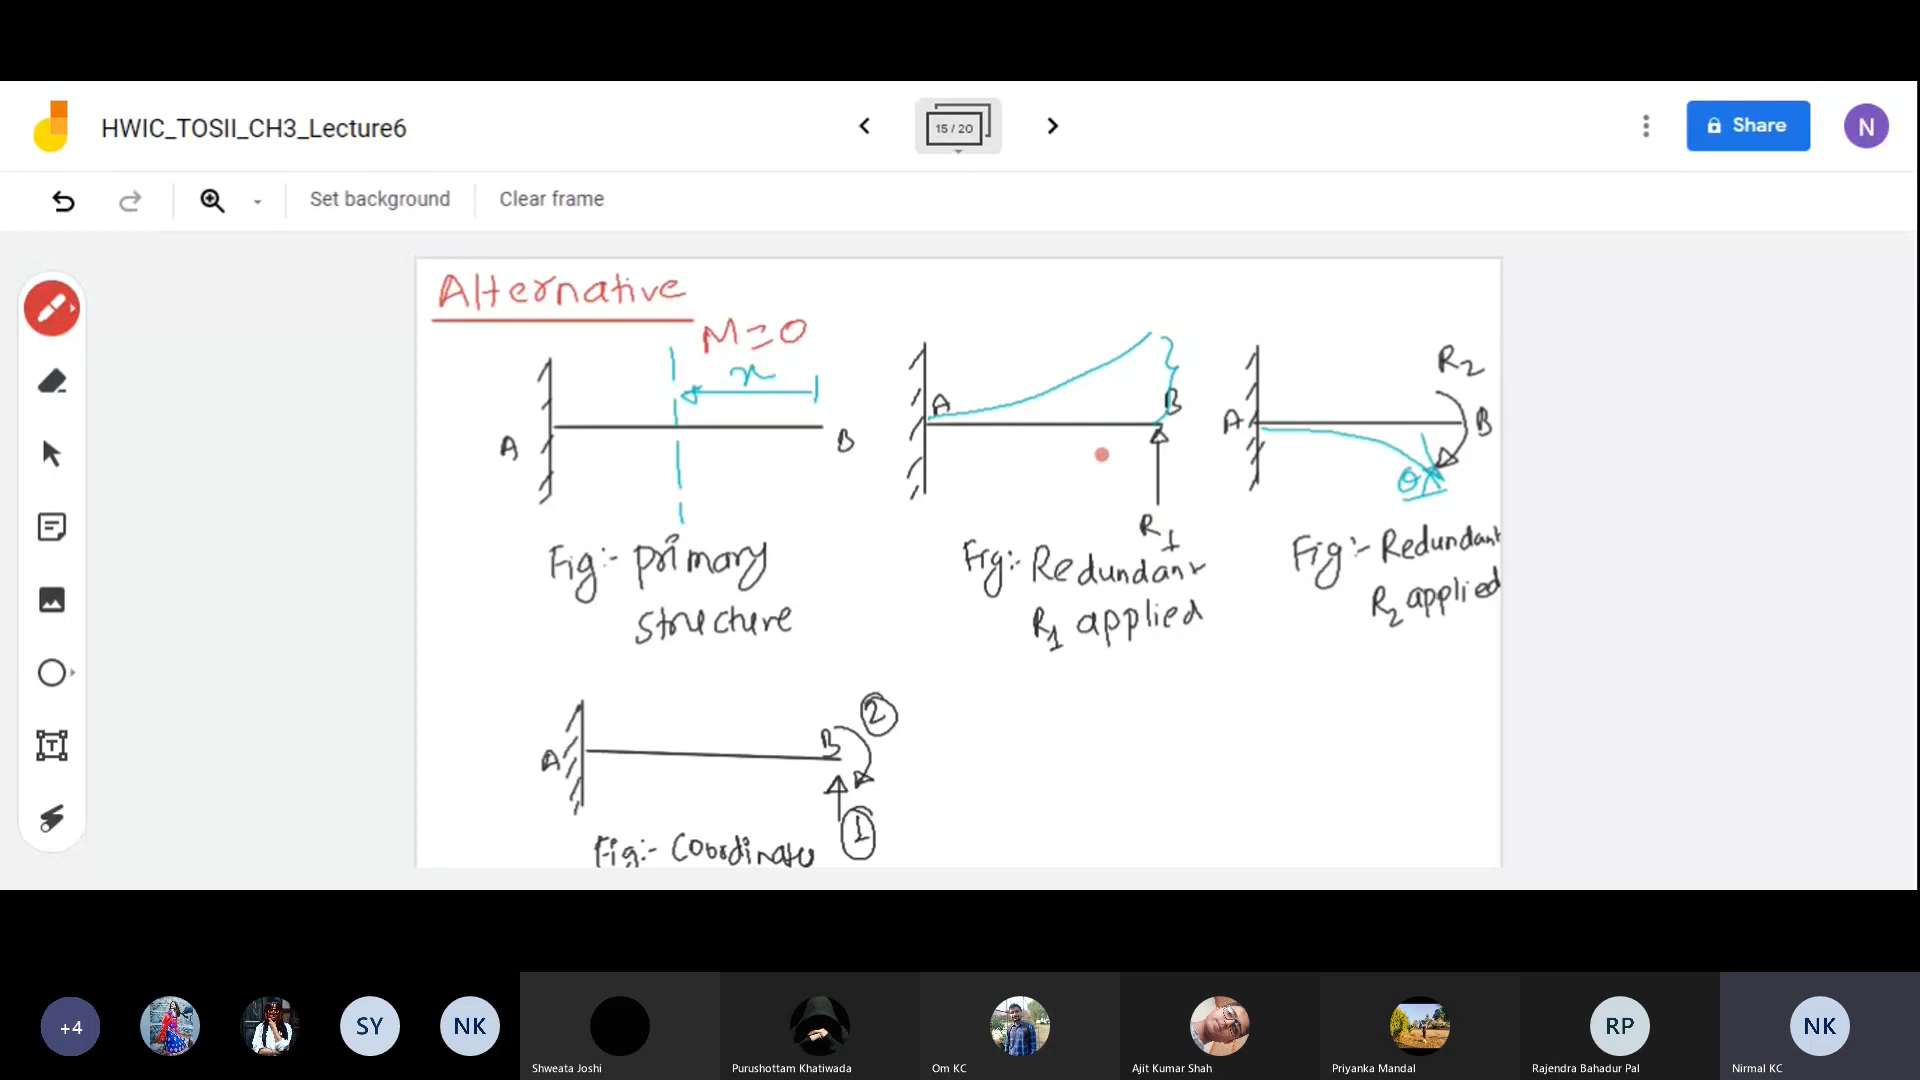 HWIC_TOSII_CH3_Lecture6
15 / 20
Share
N
Set background
Clear frame
Alternative
M=0
x
A
B
Fig:- primary
structure
A
B
R1
Fig:- Redundant
R1 applied
R2
A
B
θ
Fig:- Redundant
R2 applied
A
B
2
1
Fig:- Coordinates
+4
SY
NK
RP
NK
Shweata Joshi
Purushottam Khatiwada
Om KC
Ajit Kumar Shah
Priyanka Mandal
Rajendra Bahadur Pal
Nirmal KC